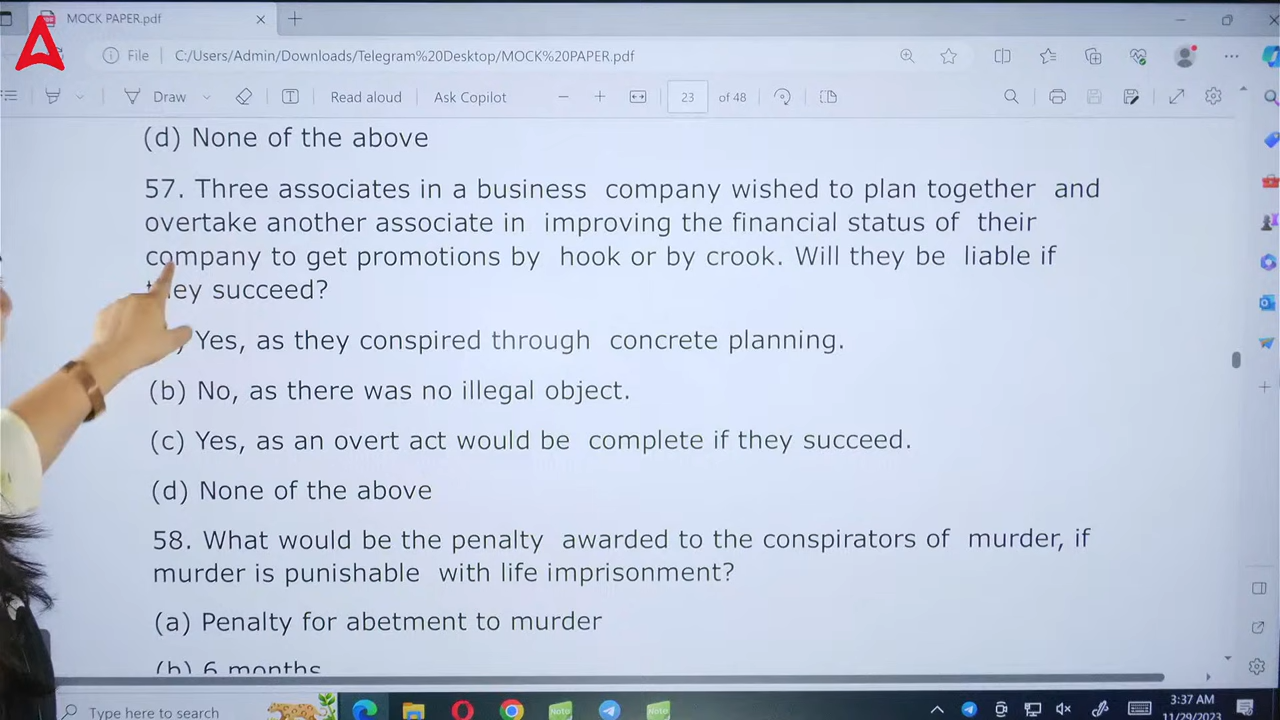 MOCK PAPER.pdf
File C:/Users/Admin/Downloads/Telegram%20Desktop/MOCK%20PAPER.pdf
Draw Read aloud Ask Copilot 23 of 48
(d) None of the above
57. Three associates in a business company wished to plan together and
overtake another associate in improving the financial status of their
company to get promotions by hook or by crook. Will they be liable if
they succeed?
Yes, as they conspired through concrete planning.
(b) No, as there was no illegal object.
(c) Yes, as an overt act would be complete if they succeed.
(d) None of the above
58. What would be the penalty awarded to the conspirators of murder, if
murder is punishable with life imprisonment?
(a) Penalty for abetment to murder
(b) 6 months
Type here to search
3:37 AM
11/29/2023